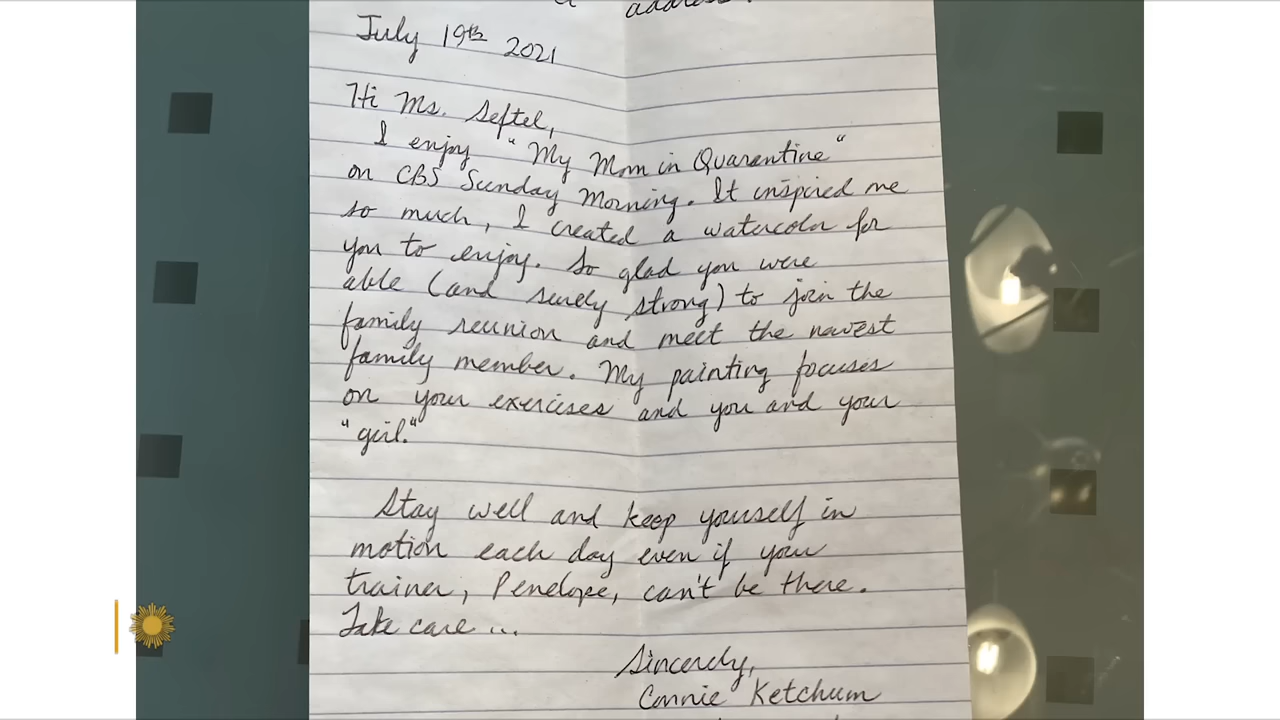 address.
July 19th 2021
Hi Ms. Seftel,
I enjoy "My Mom in Quarantine"
on CBS Sunday Morning. It inspired me
so much, I created a watercolor for
you to enjoy. So glad you were
able (and surely strong) to join the
family reunion and meet the newest
family member. My painting focuses
on your exercises and you and your
"girl."
Stay well and keep yourself in
motion each day even if your
trainer, Penelope, can't be there.
Take care ...
Sincerely,
Connie Ketchum